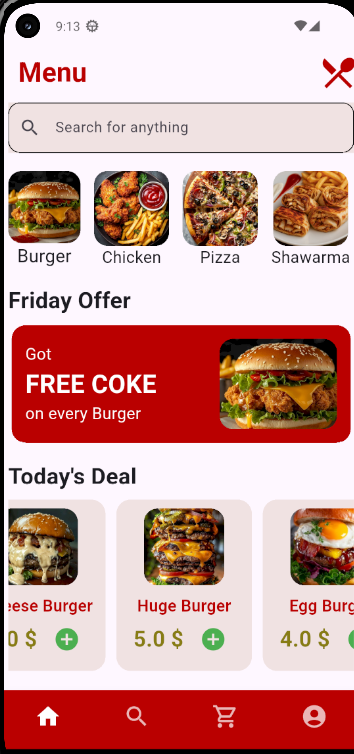 9:13
Menu
Search for anything
Burger Chicken Pizza Shawarma
Friday Offer
Got
FREE COKE
on every Burger
Today's Deal
eese Burger Huge Burger Egg Burg
0 $ 5.0 $ 4.0 $